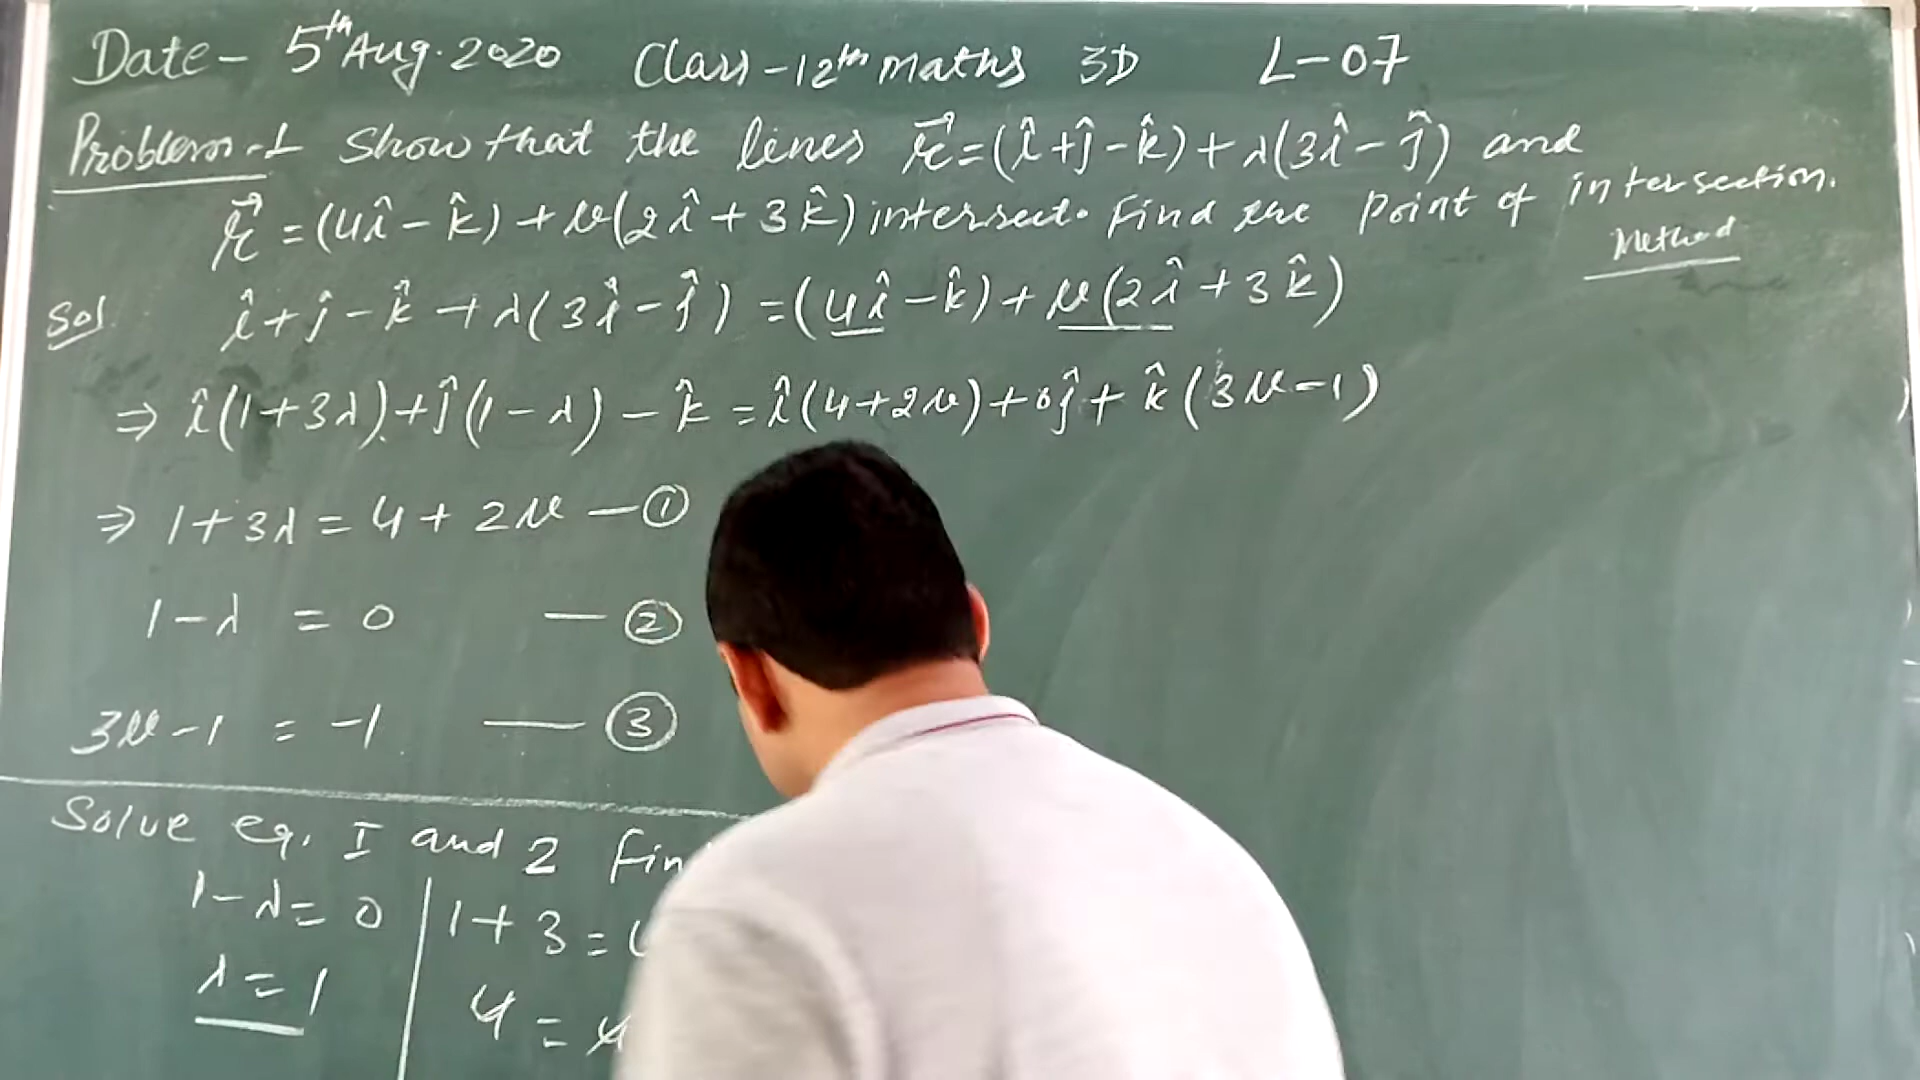 Date - 5th Aug. 2020 Class - 12th maths 3D L-07
Problem-1 Show that the lines r⃗ = (î + ĵ - k̂) + λ(3î - ĵ) and
r⃗ = (4î - k̂) + μ(2î + 3k̂) intersect. Find the Point of intersection.
Method
Sol î + ĵ - k̂ + λ(3î - ĵ) = (4î - k̂) + μ(2î + 3k̂)
⇒ î(1+3λ) + ĵ(1-λ) - k̂ = î(4+2μ) + 0ĵ + k̂(3μ-1)
⇒ 1+3λ = 4+2μ — ①
1-λ = 0 — ②
3μ-1 = -1 — ③
Solve eq. I and 2
1-λ = 0 | 1+3 =
λ = 1 | 4 = 4